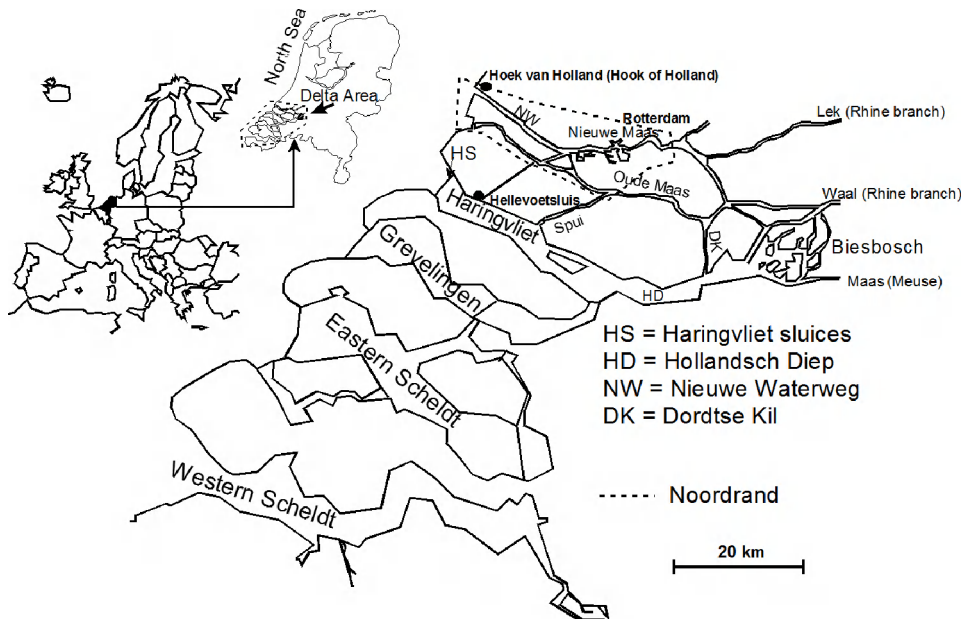 North Sea
Delta Area
Hoek van Holland (Hook of Holland)
NW
Rotterdam
Nieuwe Maas
Lek (Rhine branch)
HS
Oude Maas
Hellevoetsluis
Waal (Rhine branch)
Haringvliet
Spui
DK
Biesbosch
Grevelingen
HD
Maas (Meuse)
Eastern Scheldt
Western Scheldt
HS = Haringvliet sluices
HD = Hollandsch Diep
NW = Nieuwe Waterweg
DK = Dordtse Kil
Noordrand
20 km